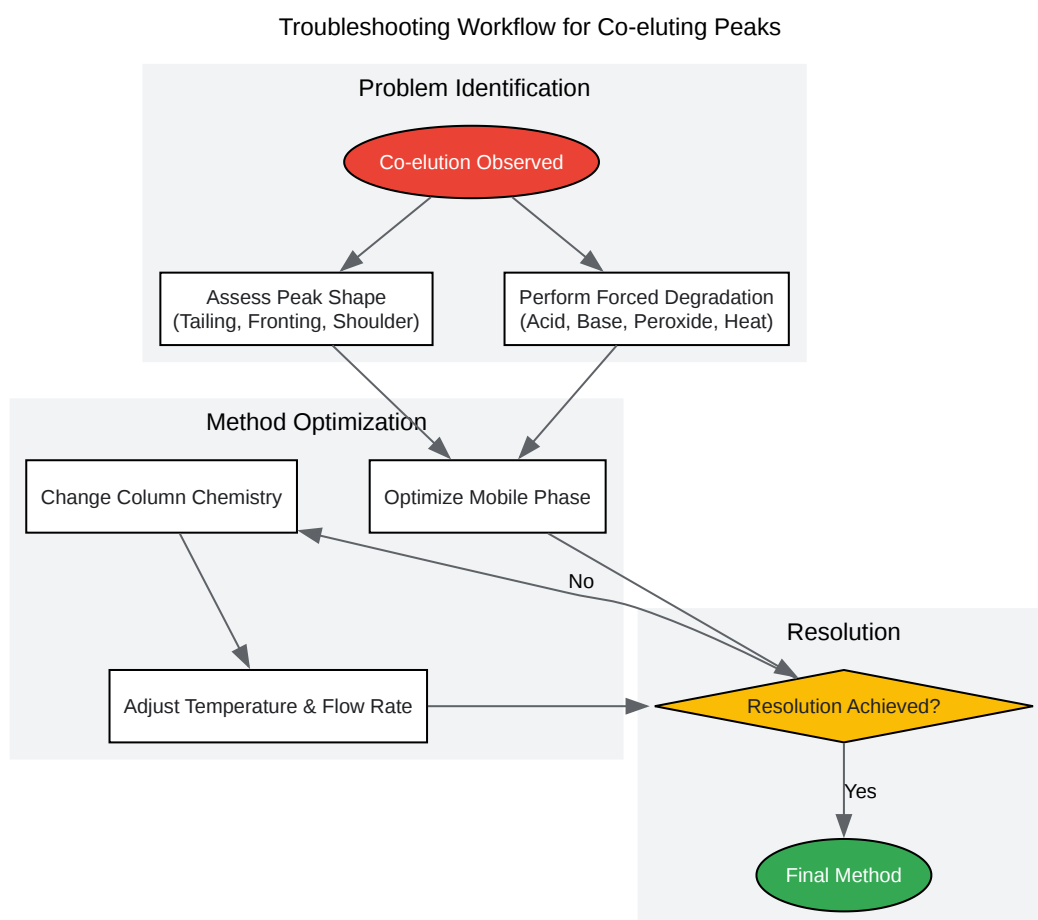 Troubleshooting Workflow for Co-eluting Peaks
Problem Identification
Co-elution Observed
Assess Peak Shape
(Tailing, Fronting, Shoulder)
Perform Forced Degradation
(Acid, Base, Peroxide, Heat)
Method Optimization
Change Column Chemistry
Optimize Mobile Phase
No
Resolution
Adjust Temperature & Flow Rate
Resolution Achieved?
Yes
Final Method